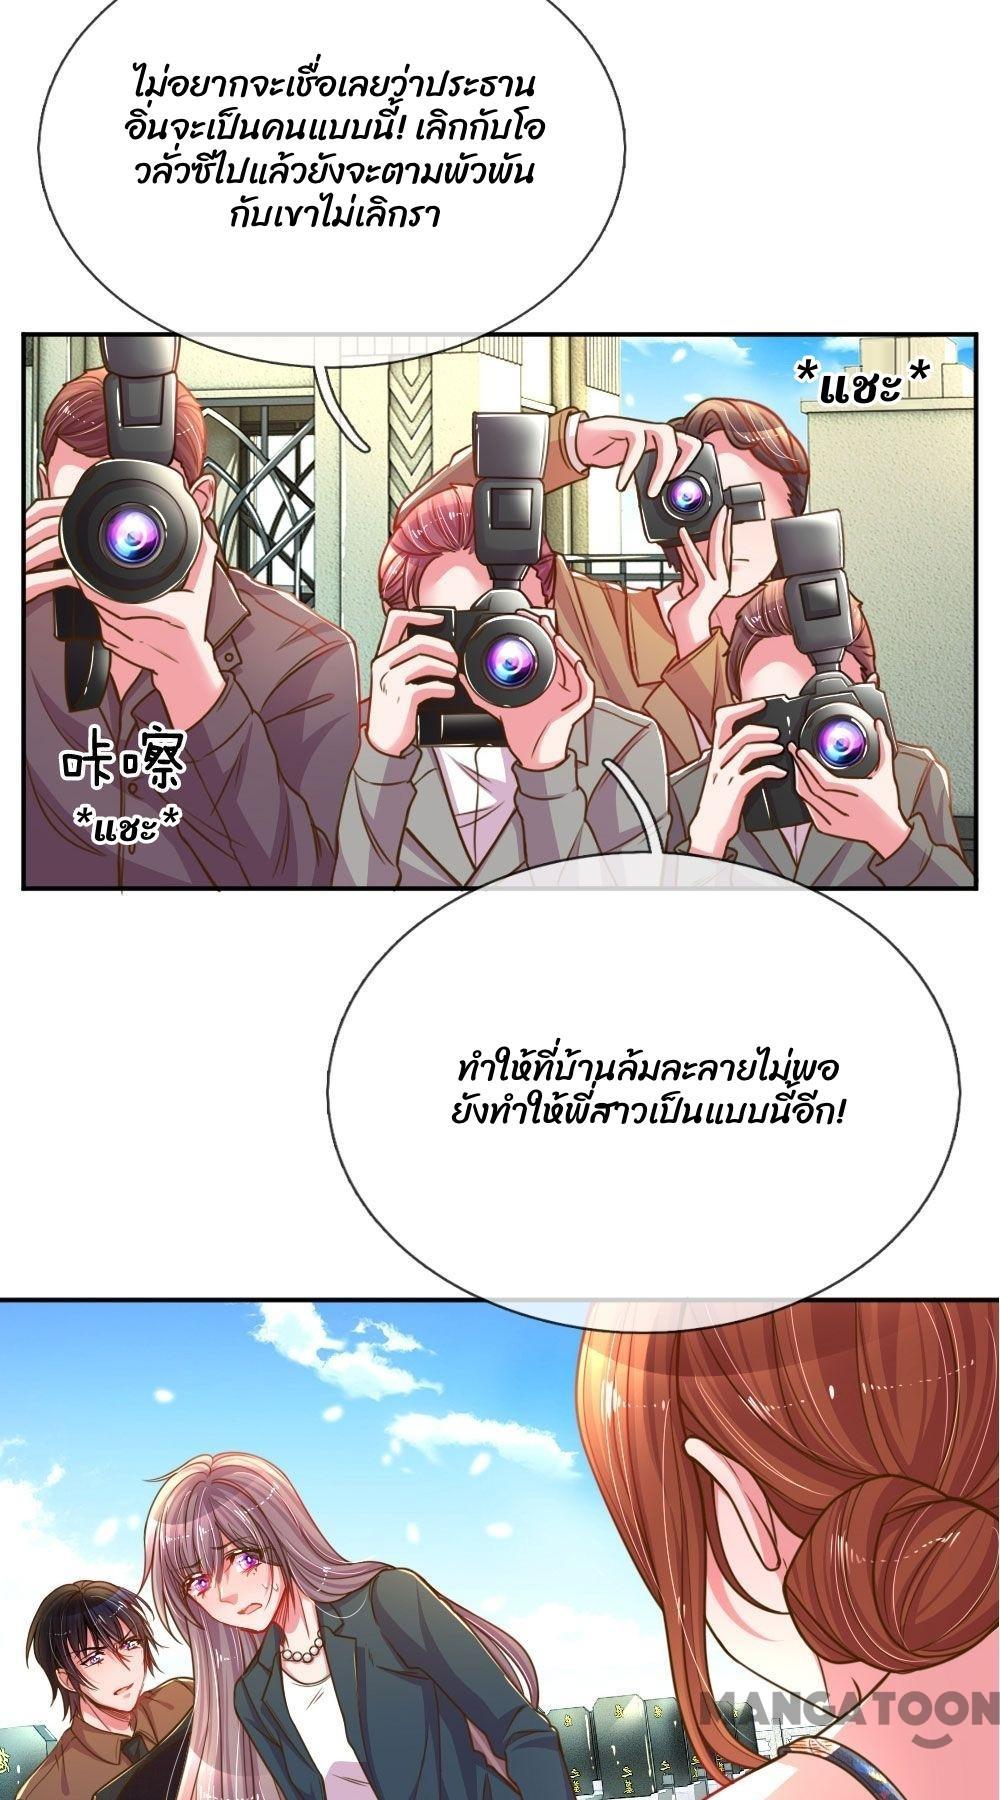 ไม่อยากจะเชื่อเลยว่าประธาน
อิ่นจะเป็นคนแบบนี้! เลิกกับโอ
วลั่วซีไปแล้วยังจะตามพัวพัน
กับเขาไม่เลิกรา
*แชะ*
咔嚓
*แชะ*
ทำให้ที่บ้านล้มละลายไม่พอ
ยังทำให้พี่สาวเป็นแบบนี้อีก!
MANGATOON